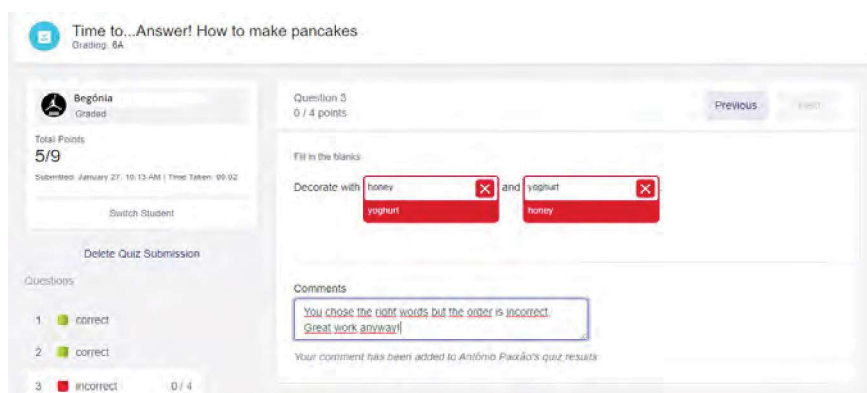 Time to...Answer! How to make pancakes
Grading: 6A
Begónia
Graded
Total Points
5/9
Submitted: January 27, 10:13 AM | Time Taken: 00:02
Switch Student
Delete Quiz Submission
Questions
1 correct
2 correct
3 incorrect 0 / 4
Question 3
0 / 4 points
Previous
Next
Fill in the blanks
Decorate with honey and yoghurt
yoghurt honey
Comments
You chose the right words but the order is incorrect.
Great work anyway!
Your comment has been added to António Paixão's quiz results